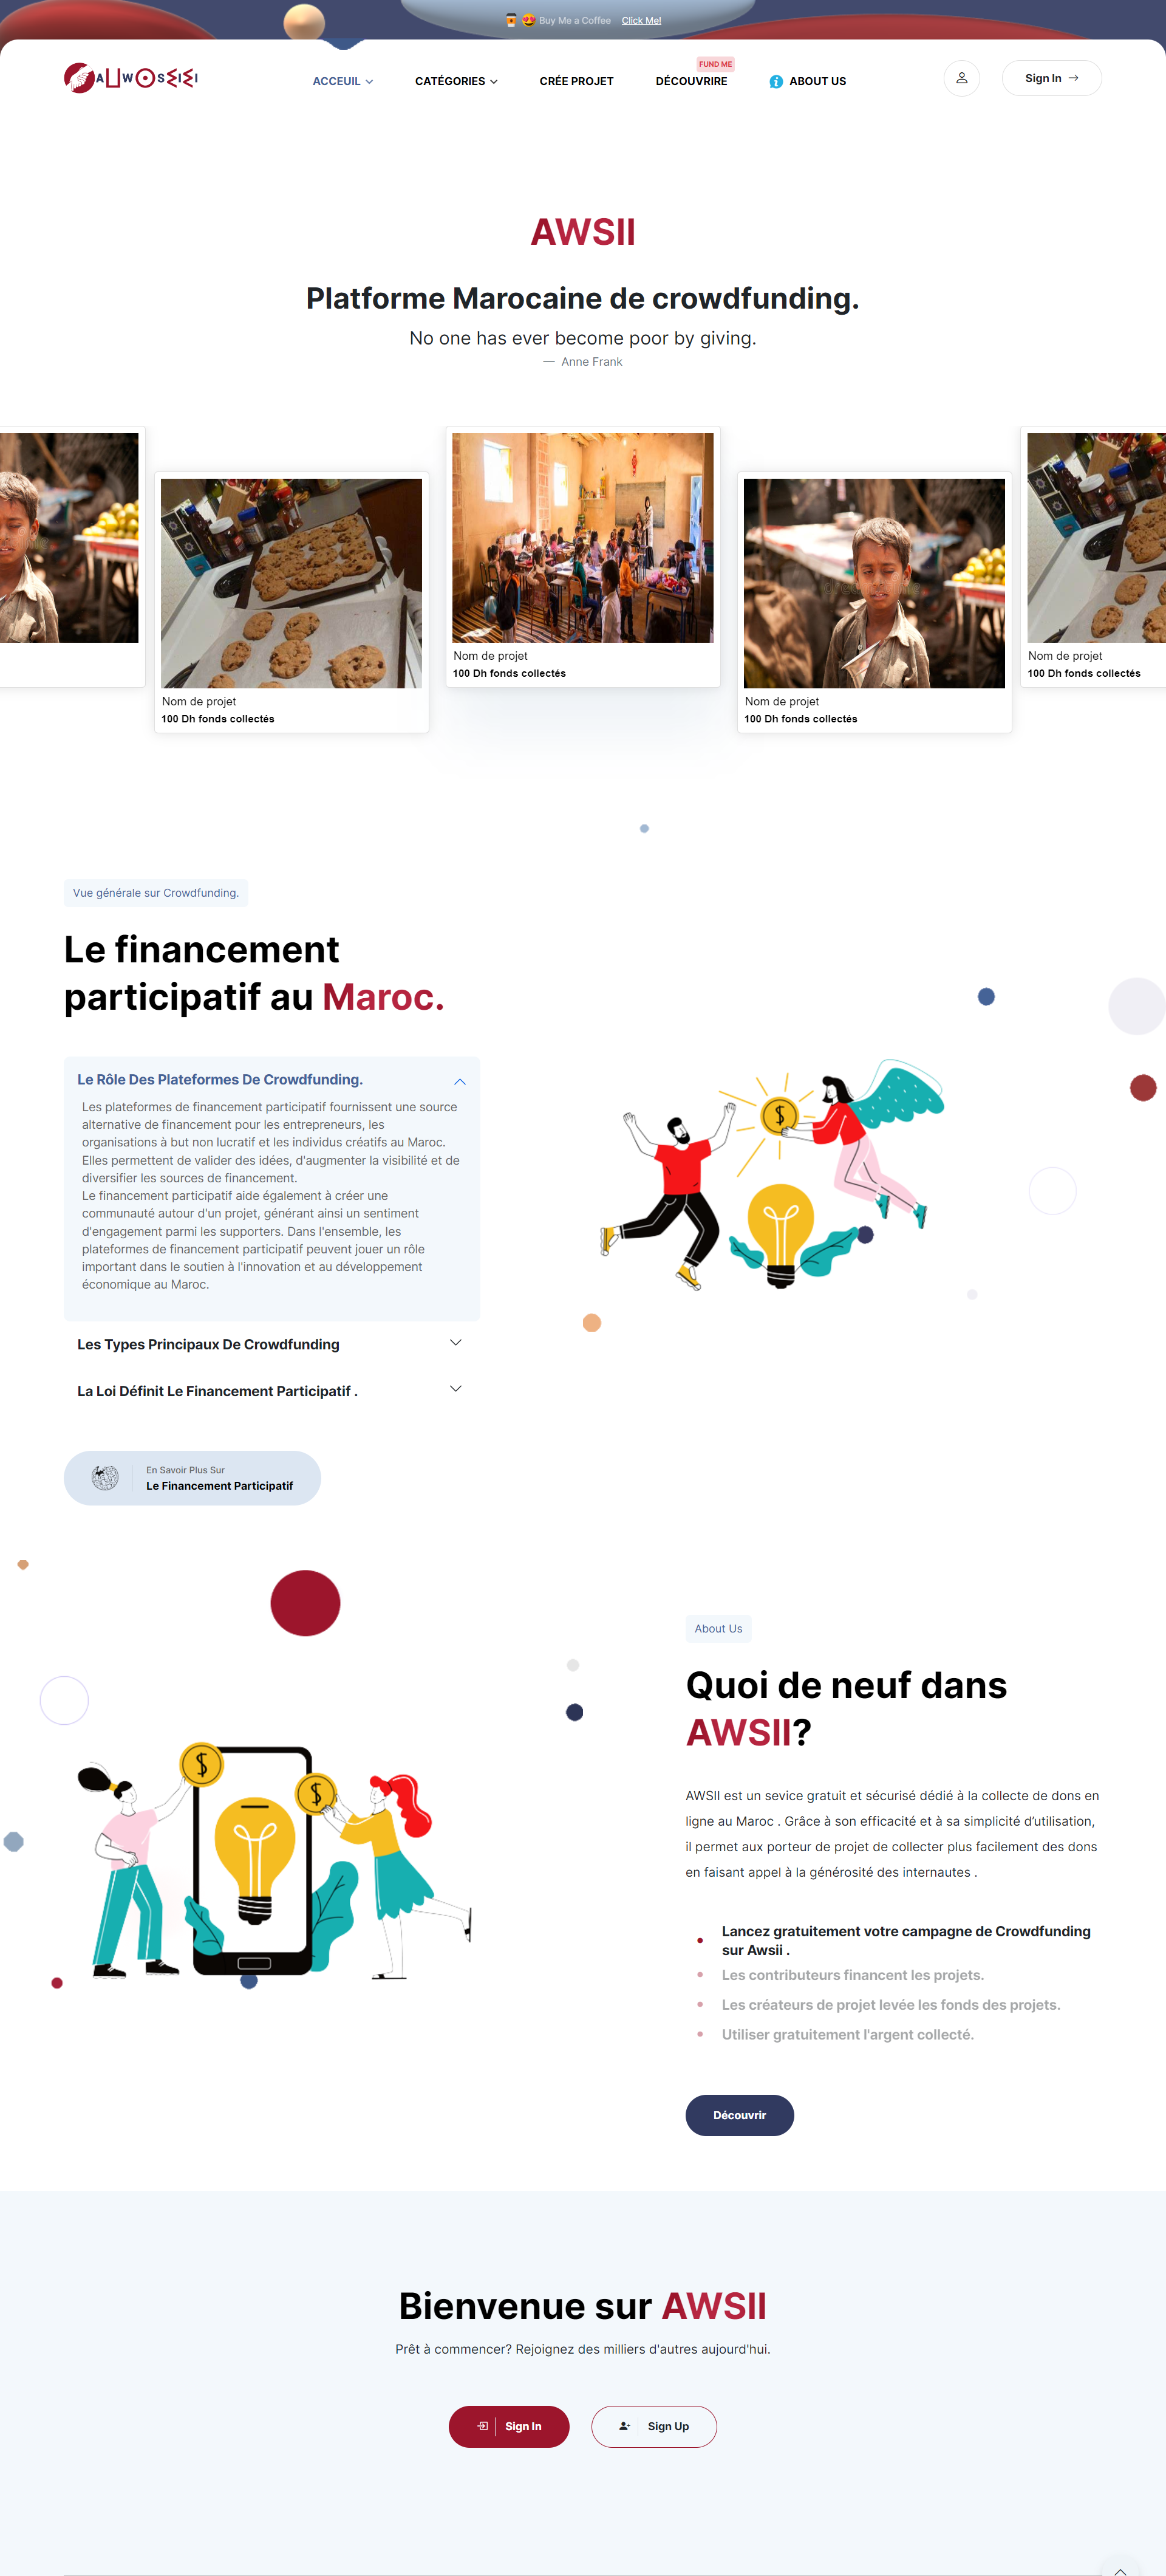 Buy Me a Coffee Click Me!
ACCEUIL CATÉGORIES CRÉE PROJET DÉCOUVRIRE FUND ME ABOUT US Sign In
AWSII
Platforme Marocaine de crowdfunding.
No one has ever become poor by giving.
— Anne Frank
Nom de projet
100 Dh fonds collectés
Nom de projet
100 Dh fonds collectés
Nom de projet
100 Dh fonds collectés
Nom de projet
100 Dh fonds collectés
Vue générale sur Crowdfunding.
Le financement
participatif au Maroc.
Le Rôle Des Plateformes De Crowdfunding.
Les plateformes de financement participatif fournissent une source
alternative de financement pour les entrepreneurs, les
organisations à but non lucratif et les individus créatifs au Maroc.
Elles permettent de valider des idées, d'augmenter la visibilité et de
diversifier les sources de financement.
Le financement participatif aide également à créer une
communauté autour d'un projet, générant ainsi un sentiment
d'engagement parmi les supporters. Dans l'ensemble, les
plateformes de financement participatif peuvent jouer un rôle
important dans le soutien à l'innovation et au développement
économique au Maroc.
Les Types Principaux De Crowdfunding
La Loi Définit Le Financement Participatif .
En Savoir Plus Sur
Le Financement Participatif
About Us
Quoi de neuf dans
AWSII?
AWSII est un sevice gratuit et sécurisé dédié à la collecte de dons en
ligne au Maroc . Grâce à son efficacité et à sa simplicité d’utilisation,
il permet aux porteur de projet de collecter plus facilement des dons
en faisant appel à la générosité des internautes .
Lancez gratuitement votre campagne de Crowdfunding
sur Awsii .
Les contributeurs financent les projets.
Les créateurs de projet levée les fonds des projets.
Utiliser gratuitement l'argent collecté.
Découvrir
Bienvenue sur AWSII
Prêt à commencer? Rejoignez des milliers d'autres aujourd'hui.
Sign In
Sign Up